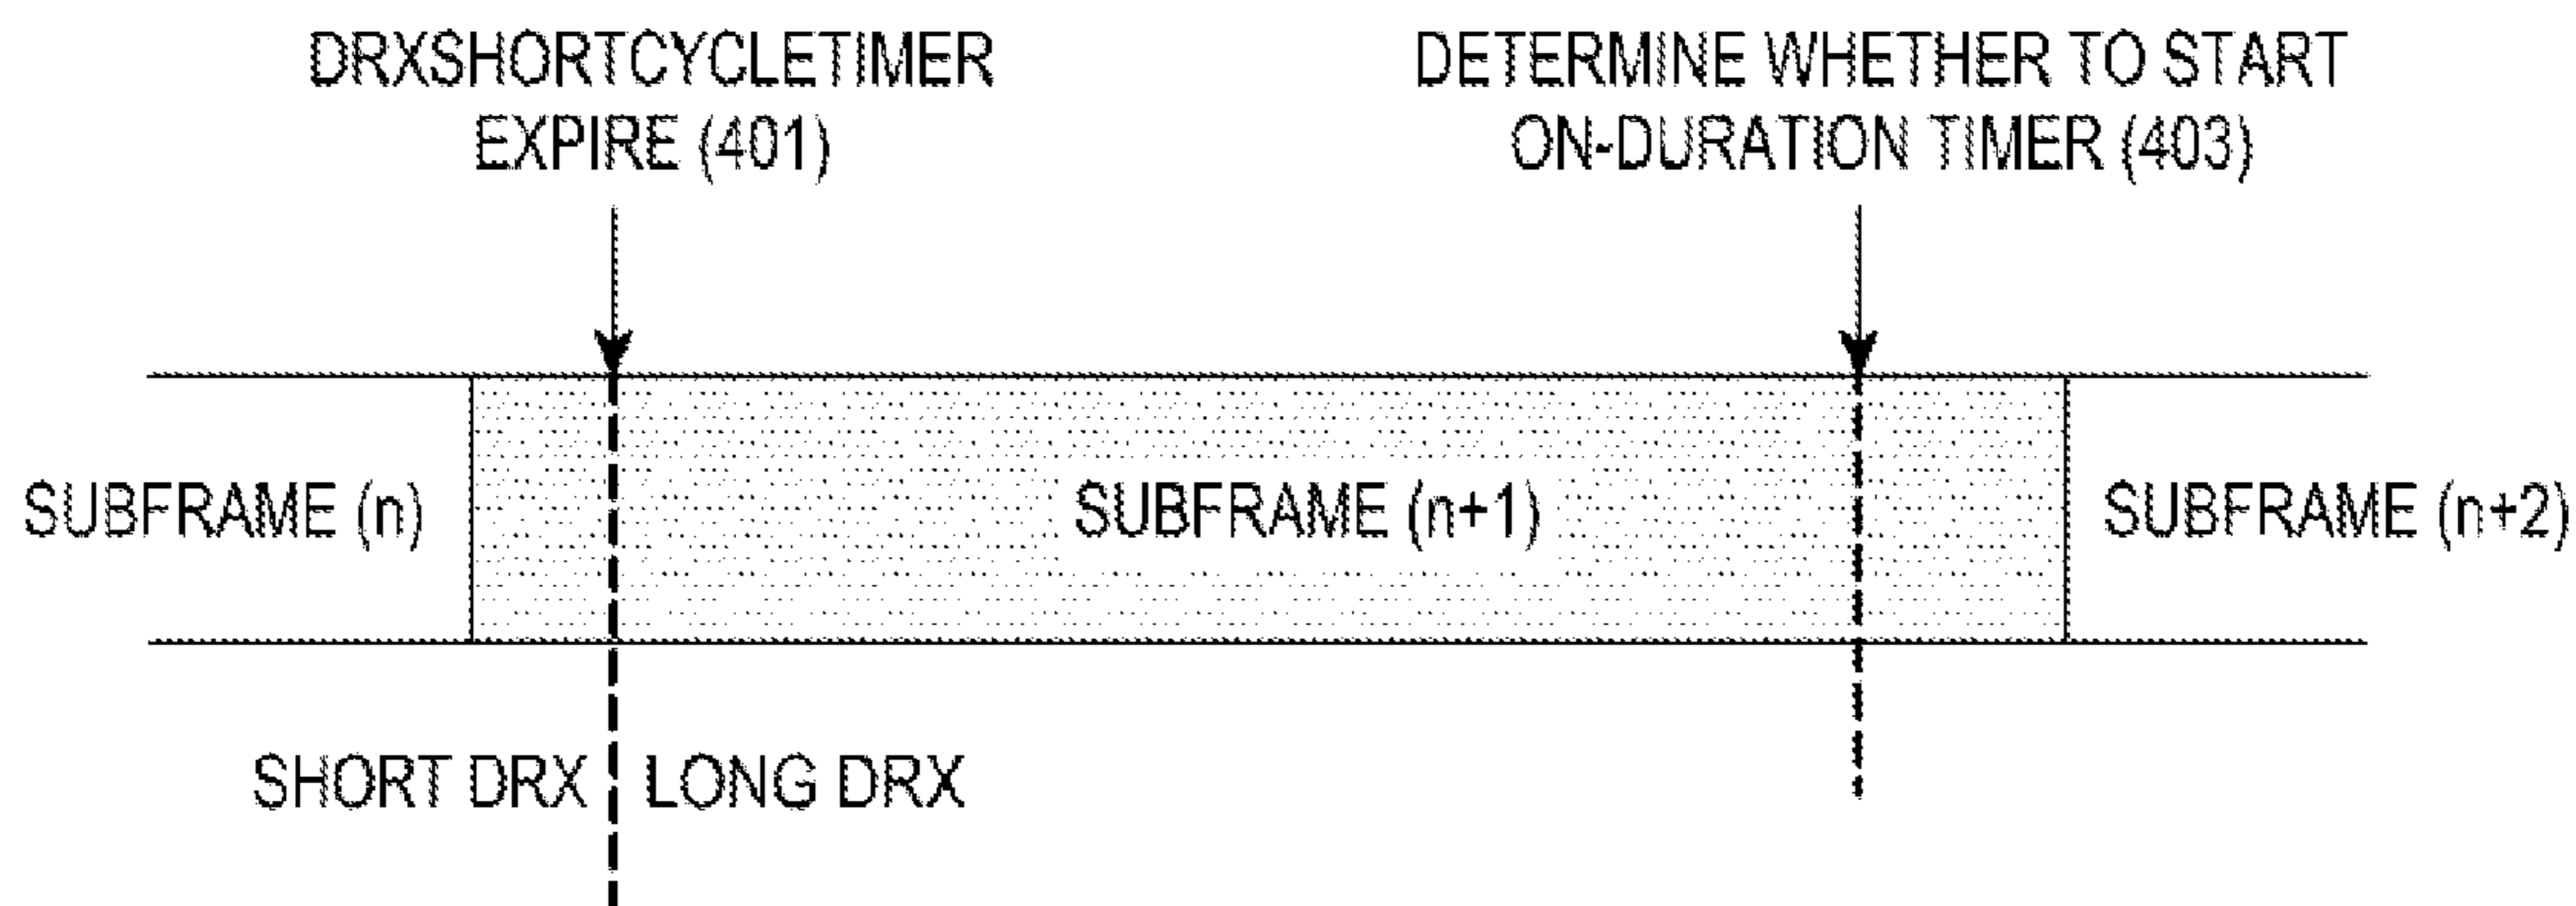 DRXSHORTCYCLETIMER
EXPIRE (401)
DETERMINE WHETHER TO START
ON-DURATION TIMER (403)
SUBFRAME (n)
SUBFRAME (n+1)
SUBFRAME (n+2)
SHORT DRX
LONG DRX